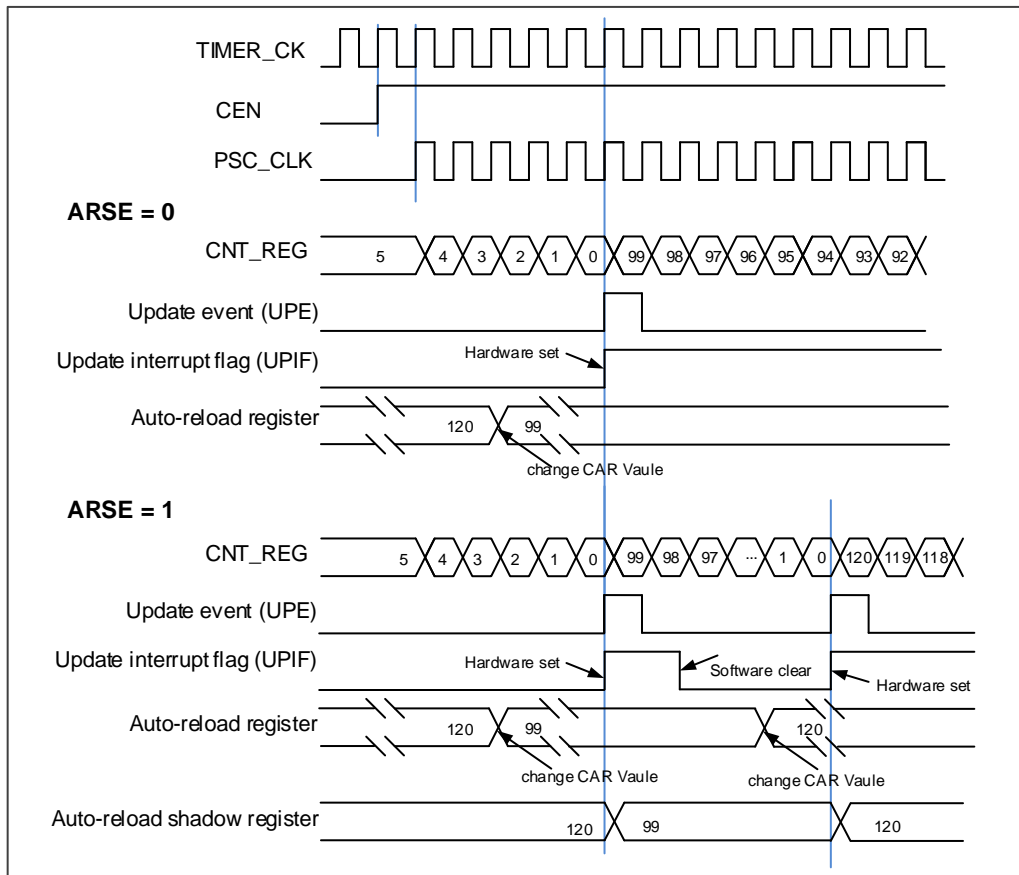 TIMER_CK
CEN
PSC_CLK
ARSE = 0
CNT_REG 5 4 3 2 1 0 99 98 97 96 95 94 93 92
Update event (UPE)
Update interrupt flag (UPIF) Hardware set
Auto-reload register 120 99
change CAR Vaule
ARSE = 1
CNT_REG 5 4 3 2 1 0 99 98 97 ... 1 0 120 119 118
Update event (UPE)
Update interrupt flag (UPIF) Hardware set Software clear Hardware set
Auto-reload register 120 99 120
change CAR Vaule change CAR Vaule
Auto-reload shadow register 120 99 120